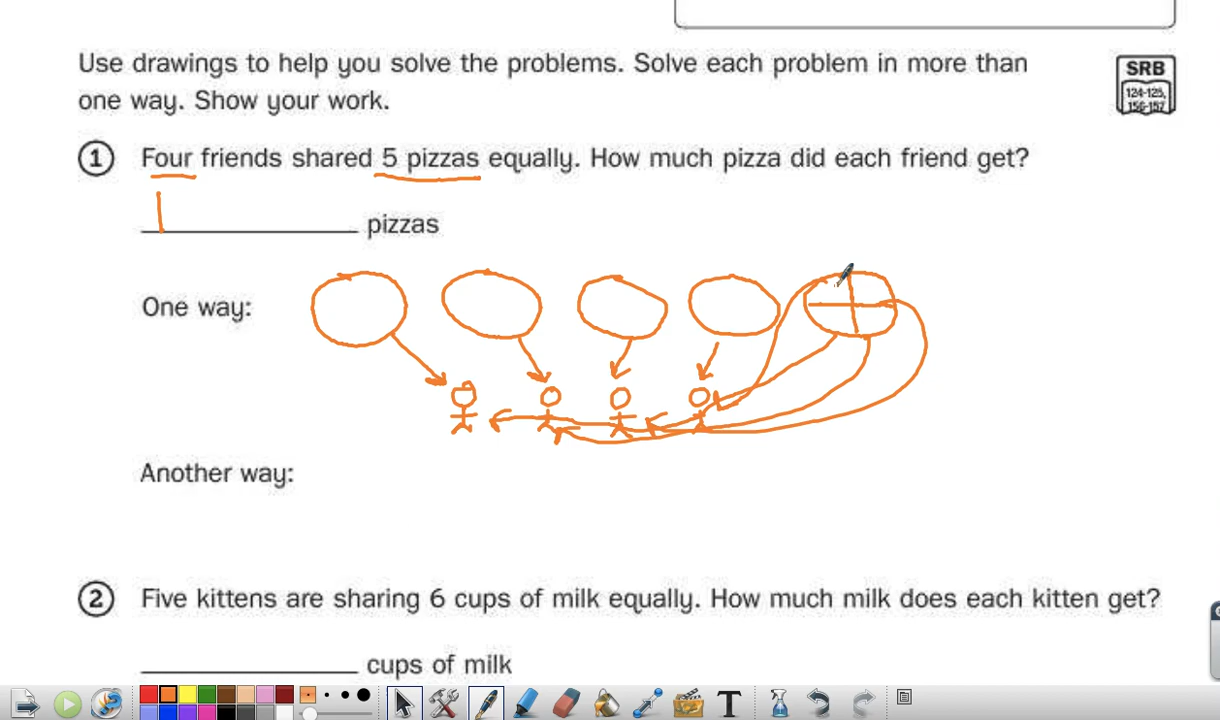 Use drawings to help you solve the problems. Solve each problem in more than
one way. Show your work.
SRB
124-125,
156-157
1 Four friends shared 5 pizzas equally. How much pizza did each friend get?
1 pizzas
One way:
Another way:
2 Five kittens are sharing 6 cups of milk equally. How much milk does each kitten get?
cups of milk
T